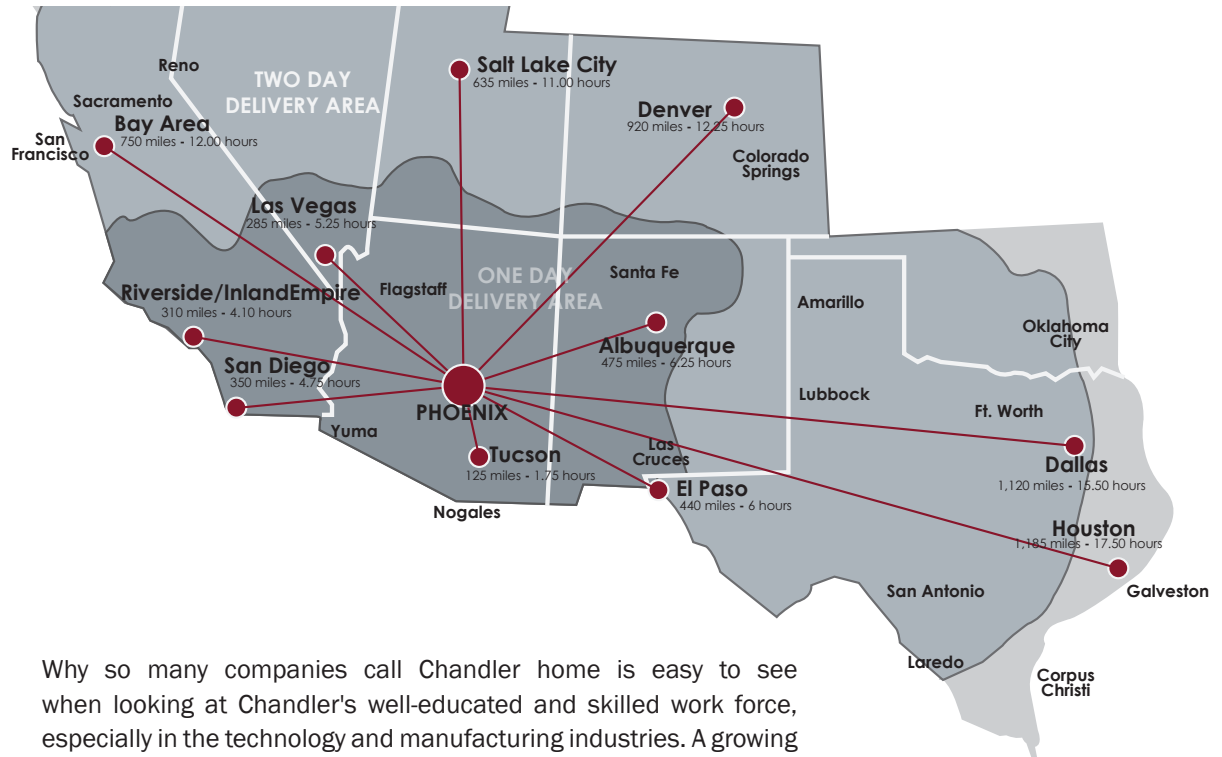 Salt Lake City
635 miles - 11.00 hours
Reno
TWO DAY
DELIVERY AREA
Denver
920 miles - 12.25 hours
Sacramento
Bay Area
750 miles - 12.00 hours
San
Francisco
Colorado
Springs
Las Vegas
285 miles - 5.25 hours
ONE DAY
DELIVERY AREA
Santa Fe
Flagstaff
Riverside/InlandEmpire
310 miles - 4.10 hours
Amarillo
Oklahoma
City
Albuquerque
475 miles - 6.25 hours
San Diego
350 miles - 4.75 hours
Lubbock
PHOENIX
Ft. Worth
Yuma
Las
Cruces
Tucson
125 miles - 1.75 hours
Dallas
1,120 miles - 15.50 hours
El Paso
440 miles - 6 hours
Nogales
Houston
1,185 miles - 17.50 hours
San Antonio
Galveston
Laredo
Corpus
Christi
Why so many companies call Chandler home is easy to see
when looking at Chandler's well-educated and skilled work force,
especially in the technology and manufacturing industries. A growing